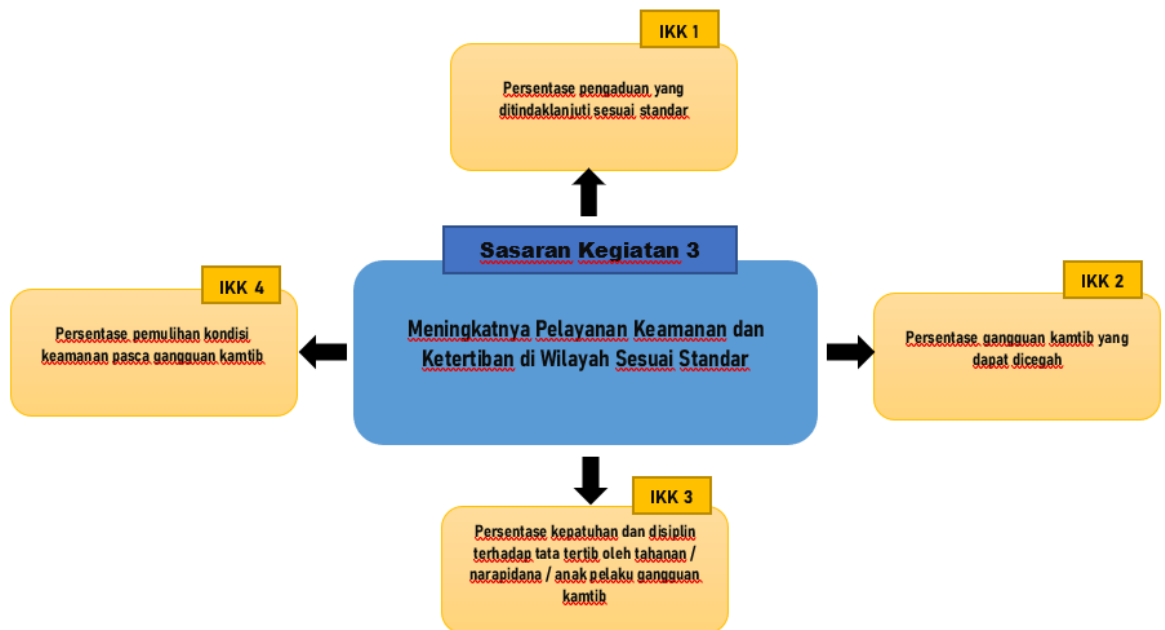 IKK 1
Persentase pengaduan yang
ditindaklanjuti sesuai standar
Sasaran Kegiatan 3
Meningkatnya Pelayanan Keamanan dan
Ketertiban di Wilayah Sesuai Standar
IKK 2
Persentase gangguan kamtib yang
dapat dicegah
IKK 3
Persentase kepatuhan dan disiplin
terhadap tata tertib oleh tahanan /
narapidana / anak pelaku gangguan
kamtib
IKK 4
Persentase pemulihan kondisi
keamanan pasca gangguan kamtib